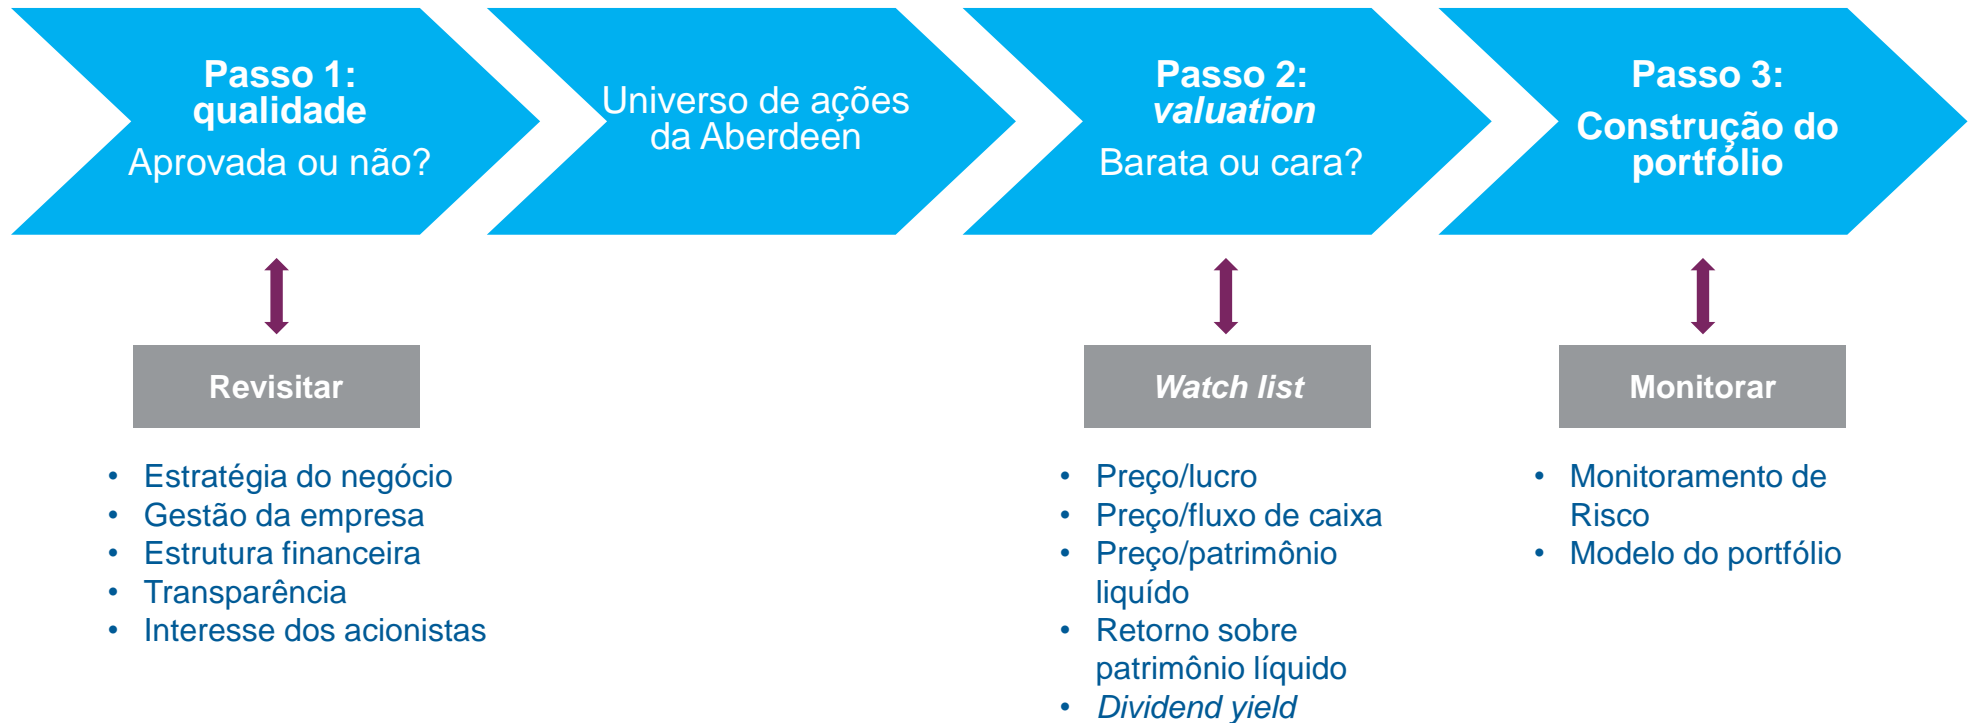 Passo 1:
qualidade
Aprovada ou não?
Universo de ações
da Aberdeen
Passo 2:
valuation
Barata ou cara?
Passo 3:
Construção do
portfólio
Revisitar
• Estratégia do negócio
• Gestão da empresa
• Estrutura financeira
• Transparência
• Interesse dos acionistas
Watch list
• Preço/lucro
• Preço/fluxo de caixa
• Preço/patrimônio
liquído
• Retorno sobre
patrimônio líquido
• Dividend yield
Monitorar
• Monitoramento de
Risco
• Modelo do portfólio